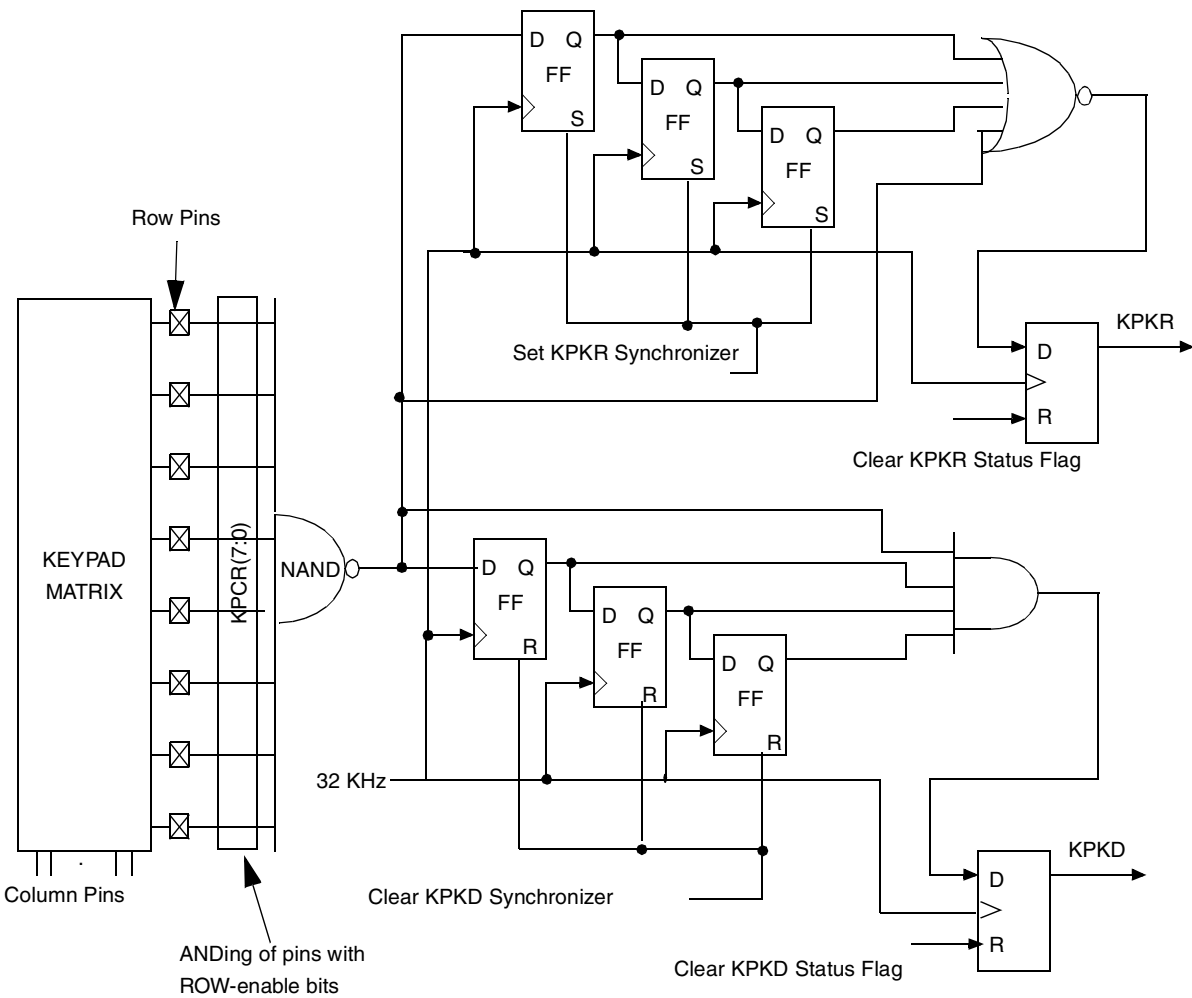 D Q
FF
S
D Q
FF
S
D Q
FF
S
Row Pins
Set KPKR Synchronizer
KPKR
D
R
Clear KPKR Status Flag
KEYPAD
MATRIX
KPCR(7:0)
NAND
D Q
FF
R
D Q
FF
R
D Q
FF
R
32 KHz
Column Pins
Clear KPKD Synchronizer
KPKD
D
R
Clear KPKD Status Flag
ANDing of pins with
ROW-enable bits